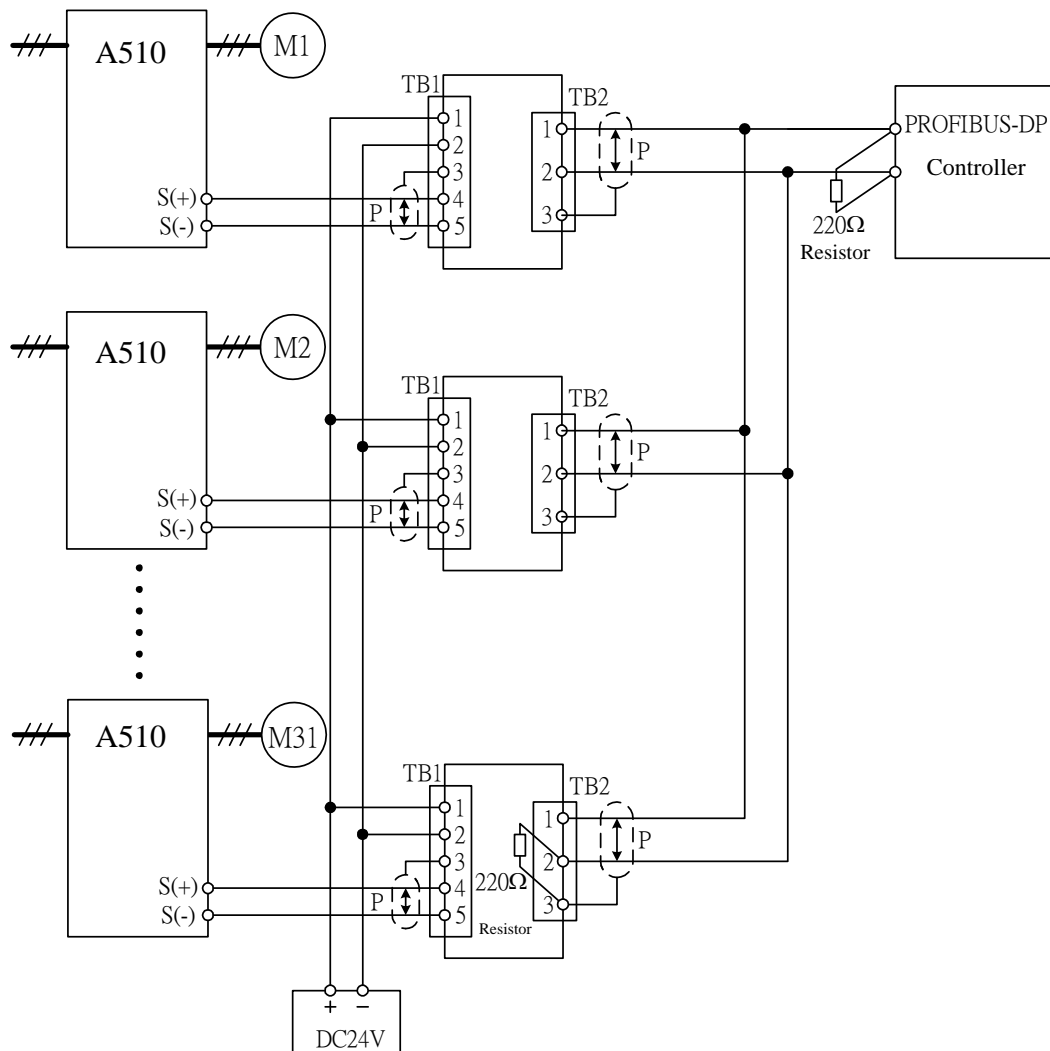 A510
M1
TB1
1
2
3
4
5
S(+)
S(-)
P
TB2
1
2
3
P
PROFIBUS-DP
Controller
220Ω
Resistor
A510
M2
TB1
1
2
3
4
5
S(+)
S(-)
P
TB2
1
2
3
P
A510
M31
TB1
1
2
3
4
5
S(+)
S(-)
P
220Ω
Resistor
TB2
1
2
3
P
+ −
DC24V